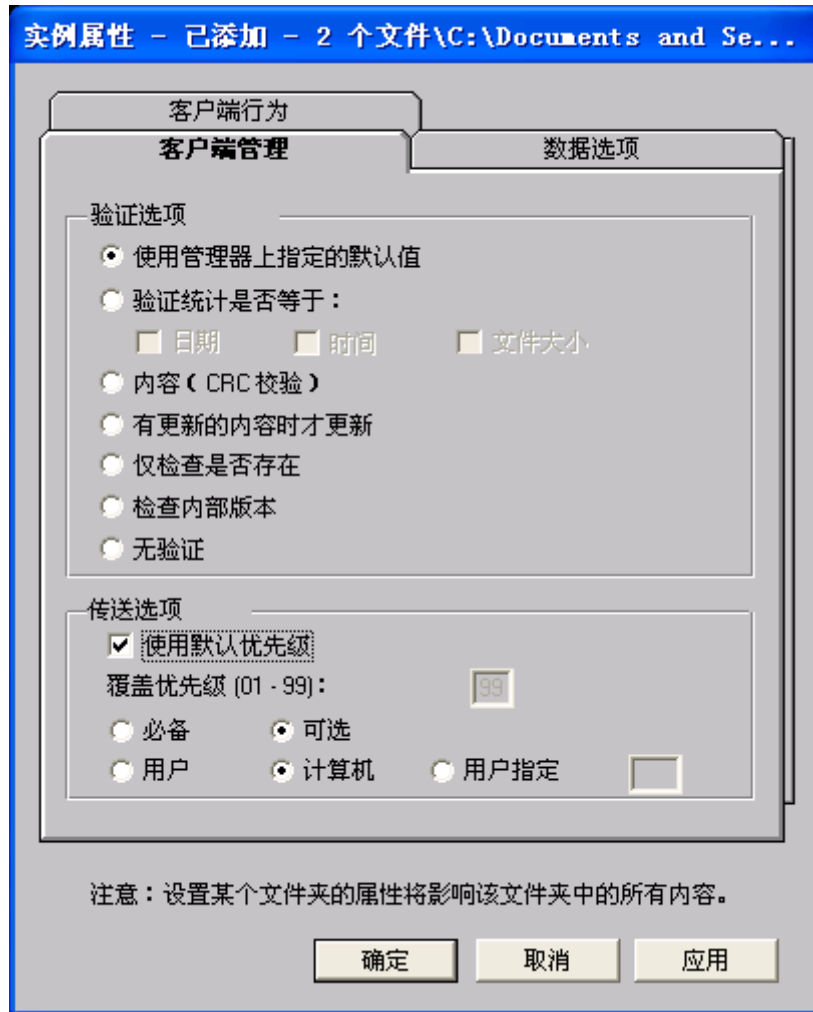 实例属性 - 已添加 - 2 个文件\C:\Documents and Se...
客户端行为
客户端管理 数据选项
验证选项
使用管理器上指定的默认值
验证统计是否等于：
日期 时间 文件大小
内容（CRC 校验）
有更新的内容时才更新
仅检查是否存在
检查内部版本
无验证
传送选项
使用默认优先级
覆盖优先级 (01 - 99)： 99
必备 可选
用户 计算机 用户指定
注意：设置某个文件夹的属性将影响该文件夹中的所有内容。
确定 取消 应用